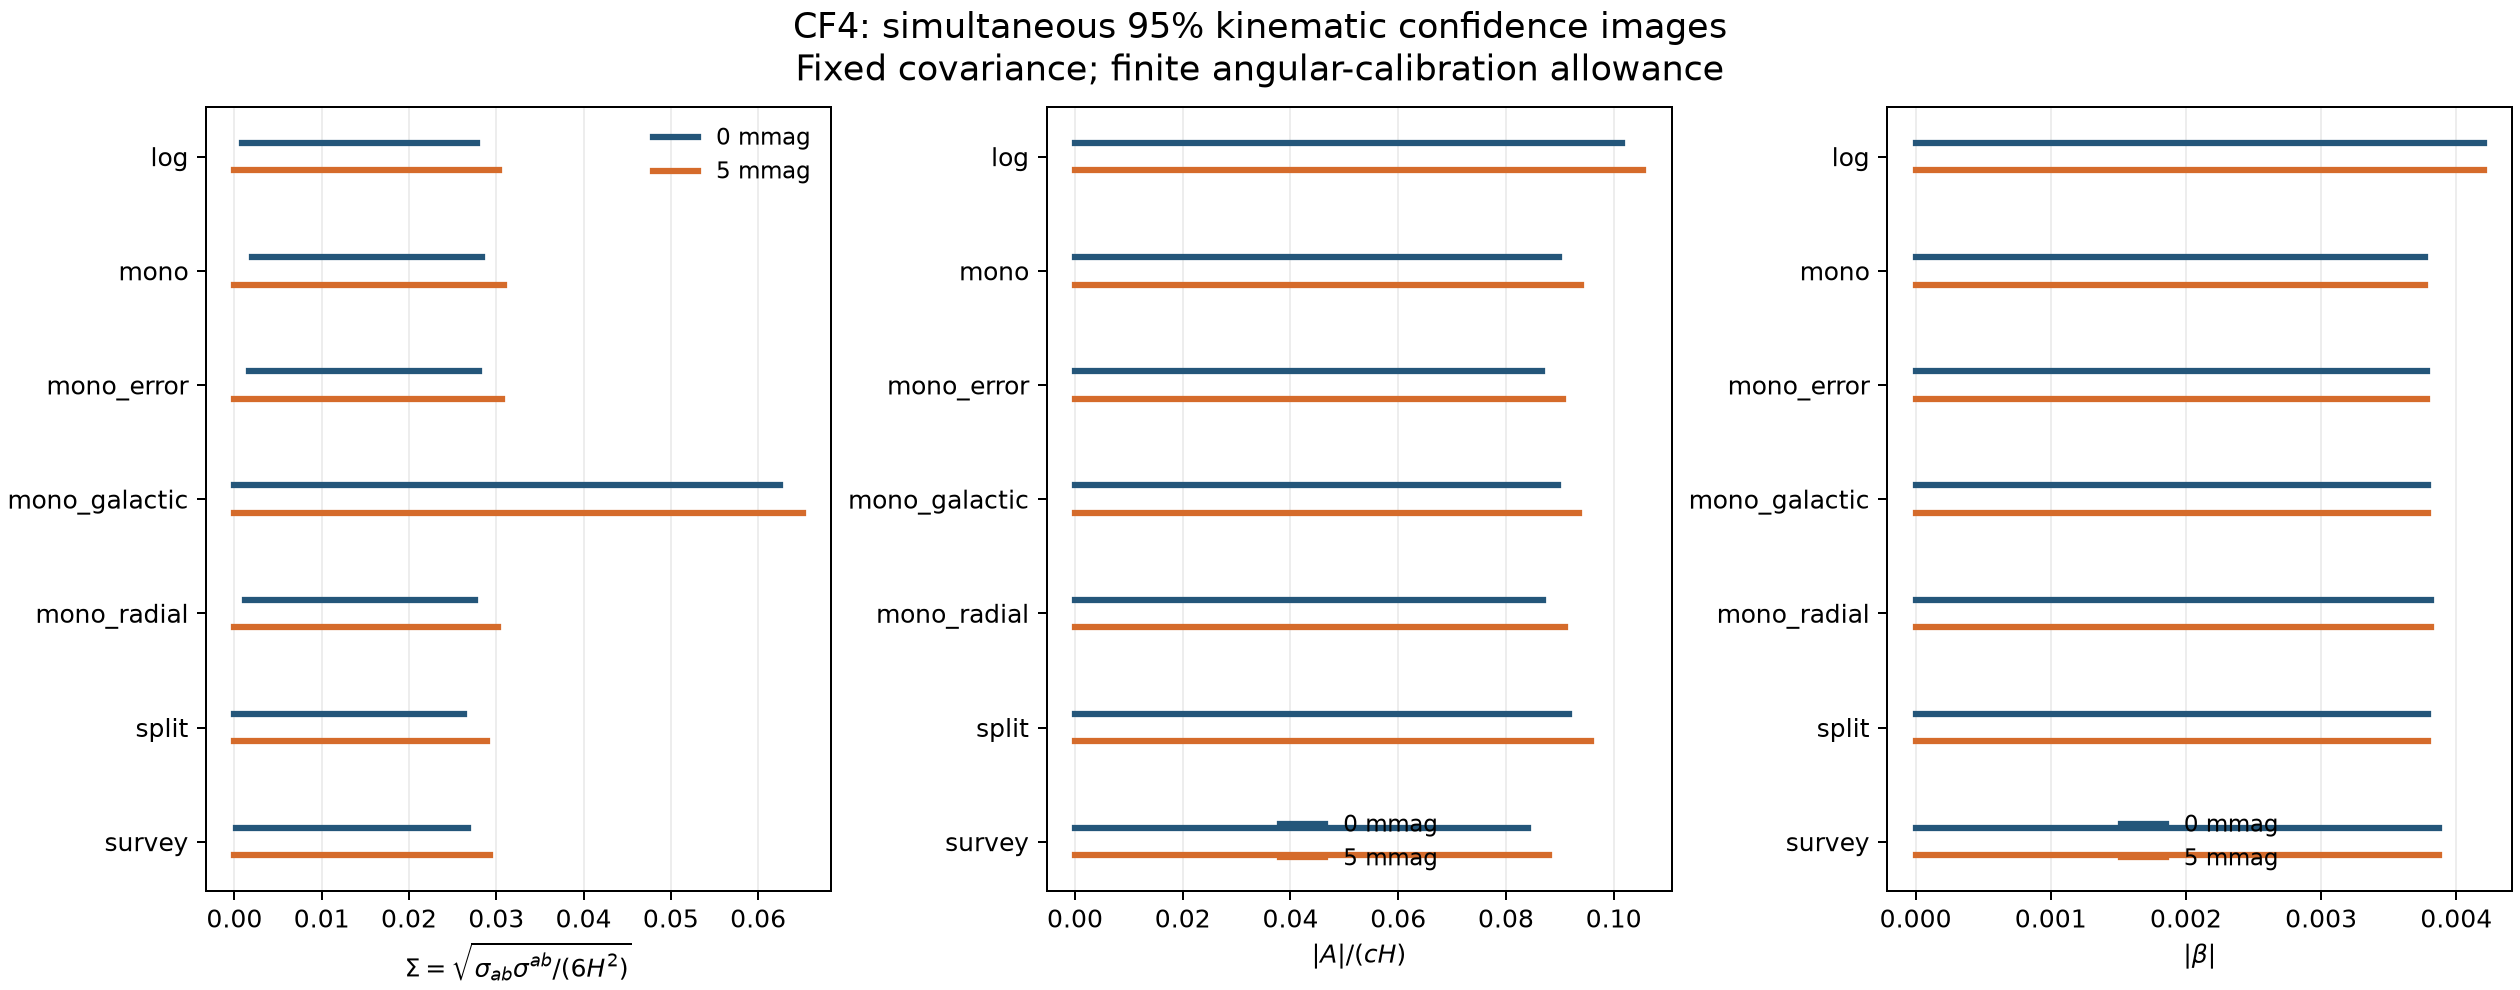 CF4: simultaneous 95% kinematic confidence images
Fixed covariance; finite angular-calibration allowance
0 mmag
5 mmag
log
mono
mono_error
mono_galactic
mono_radial
split
survey
0.00 0.01 0.02 0.03 0.04 0.05 0.06
Σ = √σ_{ab}σ^{ab}/(6H²)
log
mono
mono_error
mono_galactic
mono_radial
split
survey
0 mmag
5 mmag
0.00 0.02 0.04 0.06 0.08 0.10
|A|/(cH)
log
mono
mono_error
mono_galactic
mono_radial
split
survey
0 mmag
5 mmag
0.000 0.001 0.002 0.003 0.004
|β|